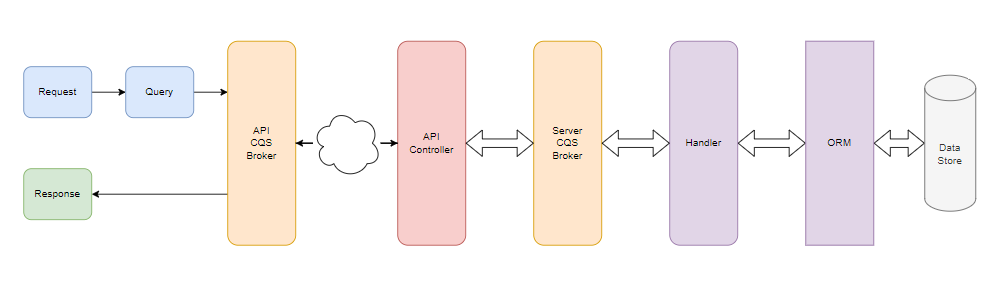 Request
Query
Response
API
CQS
Broker
API
Controller
Server
CQS
Broker
Handler
ORM
Data
Store